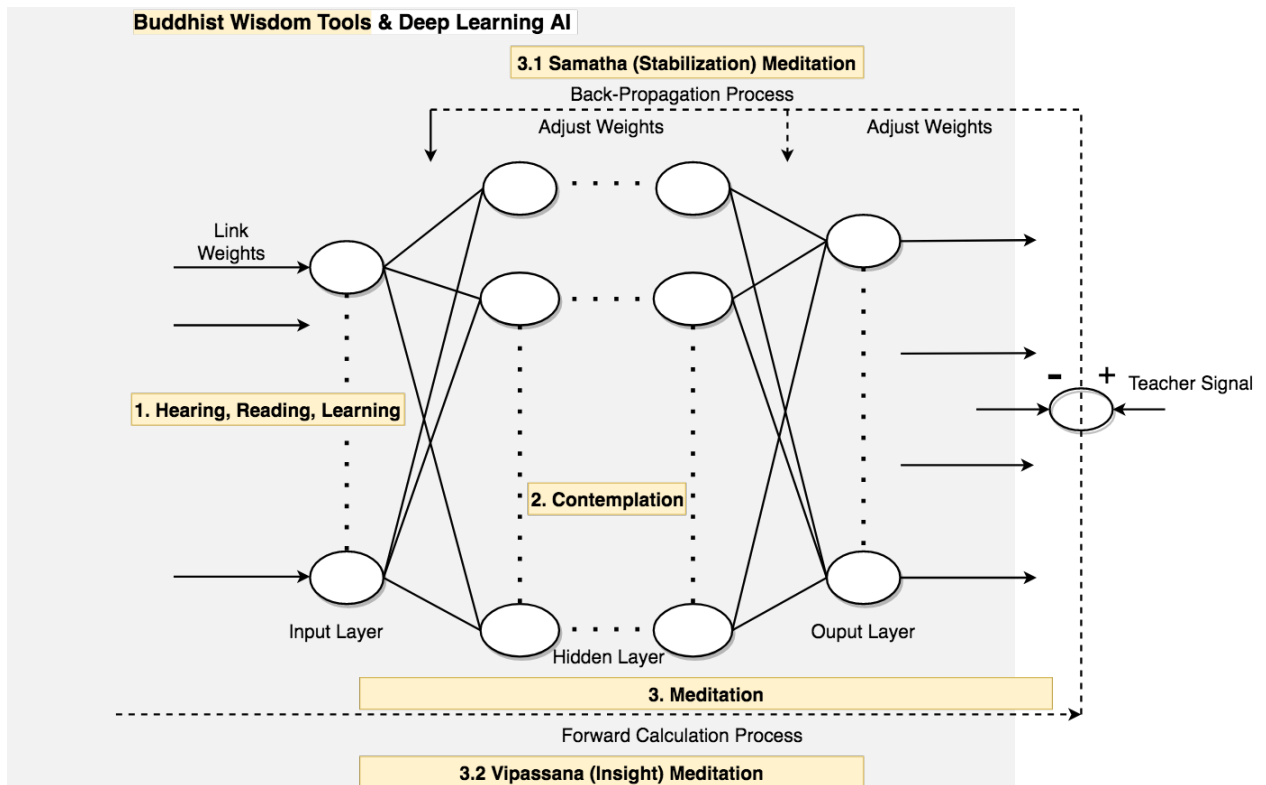 Buddhist Wisdom Tools & Deep Learning AI
3.1 Samatha (Stabilization) Meditation
Back-Propagation Process
Adjust Weights
Adjust Weights
Link
Weights
- +
Teacher Signal
1. Hearing, Reading, Learning
2. Contemplation
Input Layer
Ouput Layer
Hidden Layer
3. Meditation
Forward Calculation Process
3.2 Vipassana (Insight) Meditation